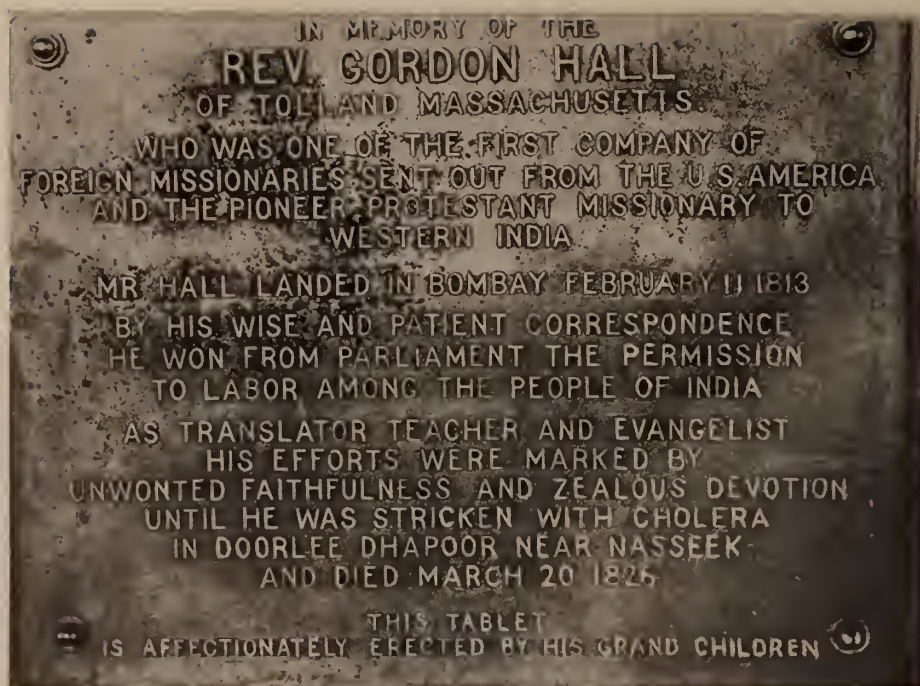 IN MEMORY OF THE
REV. GORDON HALL
OF TOLLAND MASSACHUSETTS.
WHO WAS ONE OF THE FIRST COMPANY OF
FOREIGN MISSIONARIES SENT OUT FROM THE U.S. AMERICA
AND THE PIONEER PROTESTANT MISSIONARY TO
WESTERN INDIA
MR. HALL LANDED IN BOMBAY FEBRUARY 11 1813
BY HIS WISE AND PATIENT CORRESPONDENCE
HE WON FROM PARLIAMENT THE PERMISSION
TO LABOR AMONG THE PEOPLE OF INDIA
AS TRANSLATOR TEACHER AND EVANGELIST
HIS EFFORTS WERE MARKED BY
UNWONTED FAITHFULNESS AND ZEALOUS DEVOTION
UNTIL HE WAS STRICKEN WITH CHOLERA
IN DOORLEE DHAPOOR NEAR NASSEEK
AND DIED MARCH 20 1826
THIS TABLET
IS AFFECTIONATELY ERECTED BY HIS GRAND CHILDREN